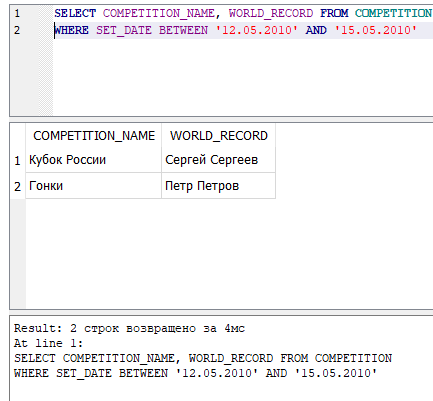 1 SELECT COMPETITION_NAME, WORLD_RECORD FROM COMPETITION
2 WHERE SET_DATE BETWEEN '12.05.2010' AND '15.05.2010'
COMPETITION_NAME WORLD_RECORD
1 Кубок России Сергей Сергеев
2 Гонки Петр Петров
Result: 2 строк возвращено за 4мс
At line 1:
SELECT COMPETITION_NAME, WORLD_RECORD FROM COMPETITION
WHERE SET_DATE BETWEEN '12.05.2010' AND '15.05.2010'